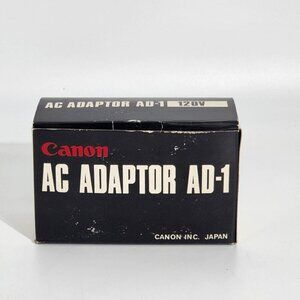 AC ADAPTOR AD-1 120V
Canon
AC ADAPTOR AD-1
CANON INC. JAPAN